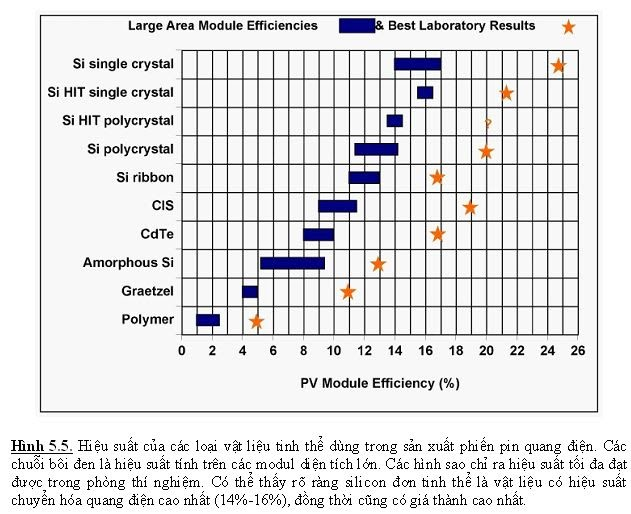 Large Area Module Efficiencies & Best Laboratory Results
Si single crystal
Si HIT single crystal
Si HIT polycrystal
?
Si polycrystal
Si ribbon
CIS
CdTe
Amorphous Si
Graetzel
Polymer
0 2 4 6 8 10 12 14 16 18 20 22 24 26
PV Module Efficiency (%)
Hình 5.5. Hiệu suất của các loại vật liệu tinh thể dùng trong sản xuất phiến pin quang điện. Các
chuỗi bôi đen là hiệu suất tính trên các modul diện tích lớn. Các hình sao chỉ ra hiệu suất tối đa đạt
được trong phòng thí nghiệm. Có thể thấy rõ ràng silicon đơn tinh thể là vật liệu có hiệu suất
chuyển hóa quang điện cao nhất (14%-16%), đồng thời cũng có giá thành cao nhất.